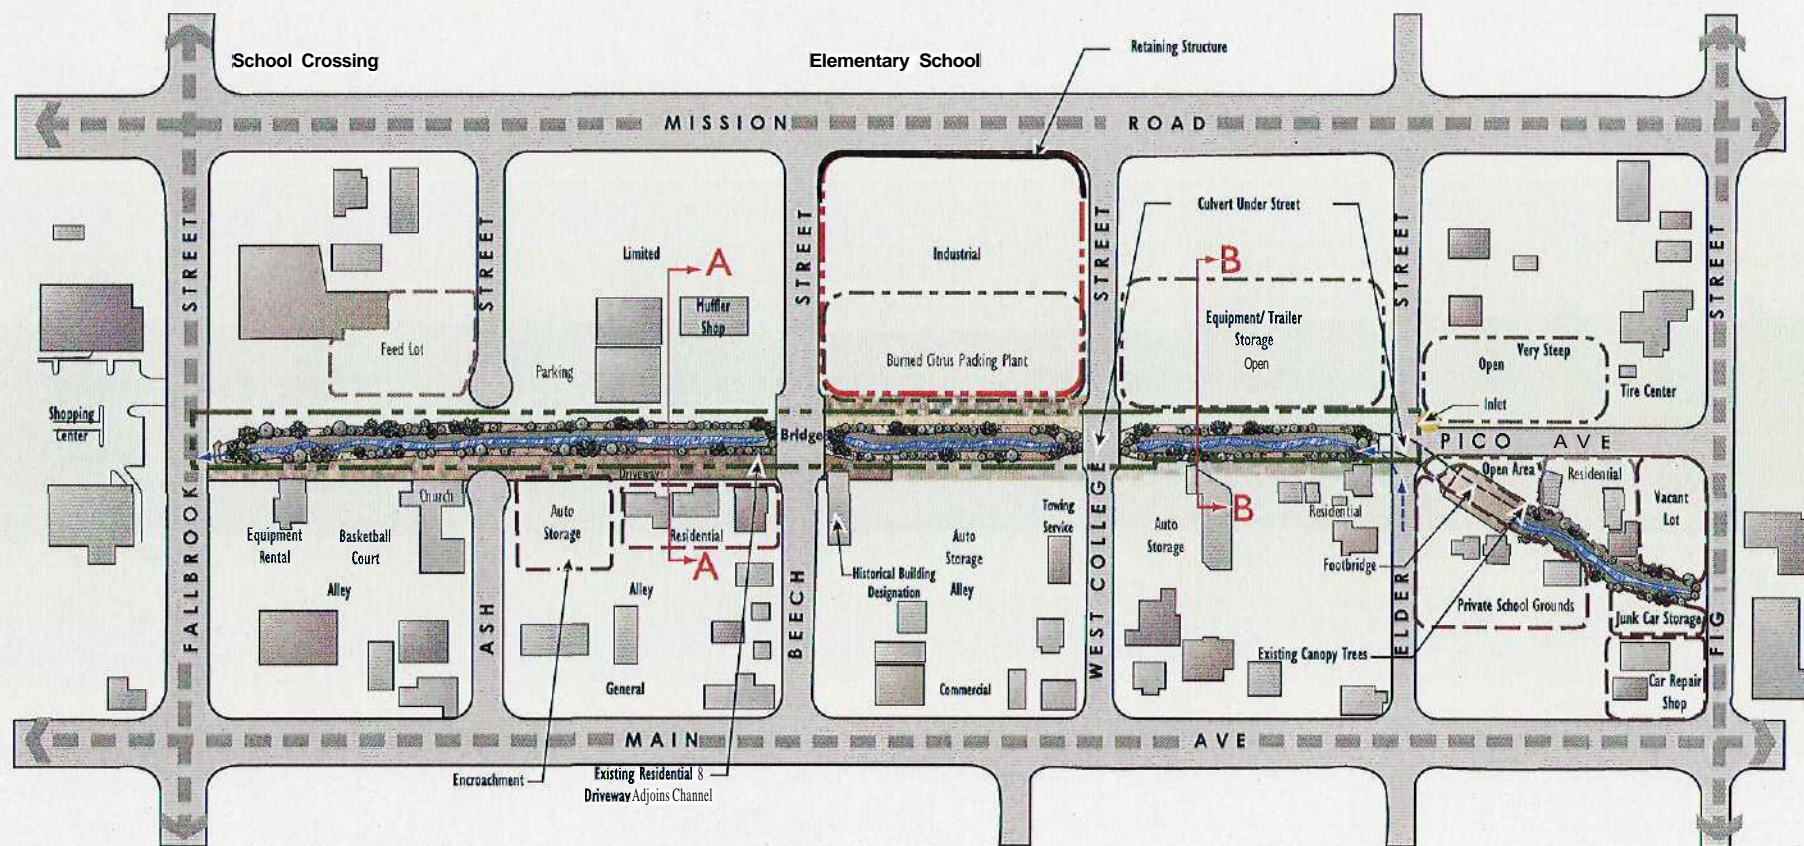 School Crossing
Elementary School
Retaining Structure
MISSION ROAD
FALLBROOK STREET
ASH STREET
BEECH STREET
WEST COLLEGE STREET
ELDER STREET
FIG STREET
Limited
Industrial
Culvert Under Street
A
B
Muffler
Shop
Feed Lot
Parking
Burned Citrus Packing Plant
Equipment/ Trailer
Storage
Open
Open
Very Steep
Tire Center
Inlet
Shopping
Center
Bridge
PICO AVE
Driveway
Church
Equipment
Rental
Basketball
Court
Alley
Auto
Storage
Residential
A
Alley
Historical Building
Designation
Auto
Storage
Alley
Towing
Service
Auto
Storage
B
Residential
Open Area
Residential
Vacant
Lot
Footbridge
Private School Grounds
Junk Car Storage
Existing Canopy Trees
Car Repair
Shop
General
Commercial
MAIN AVE
Encroachment
Existing Residential 8
Driveway Adjoins Channel